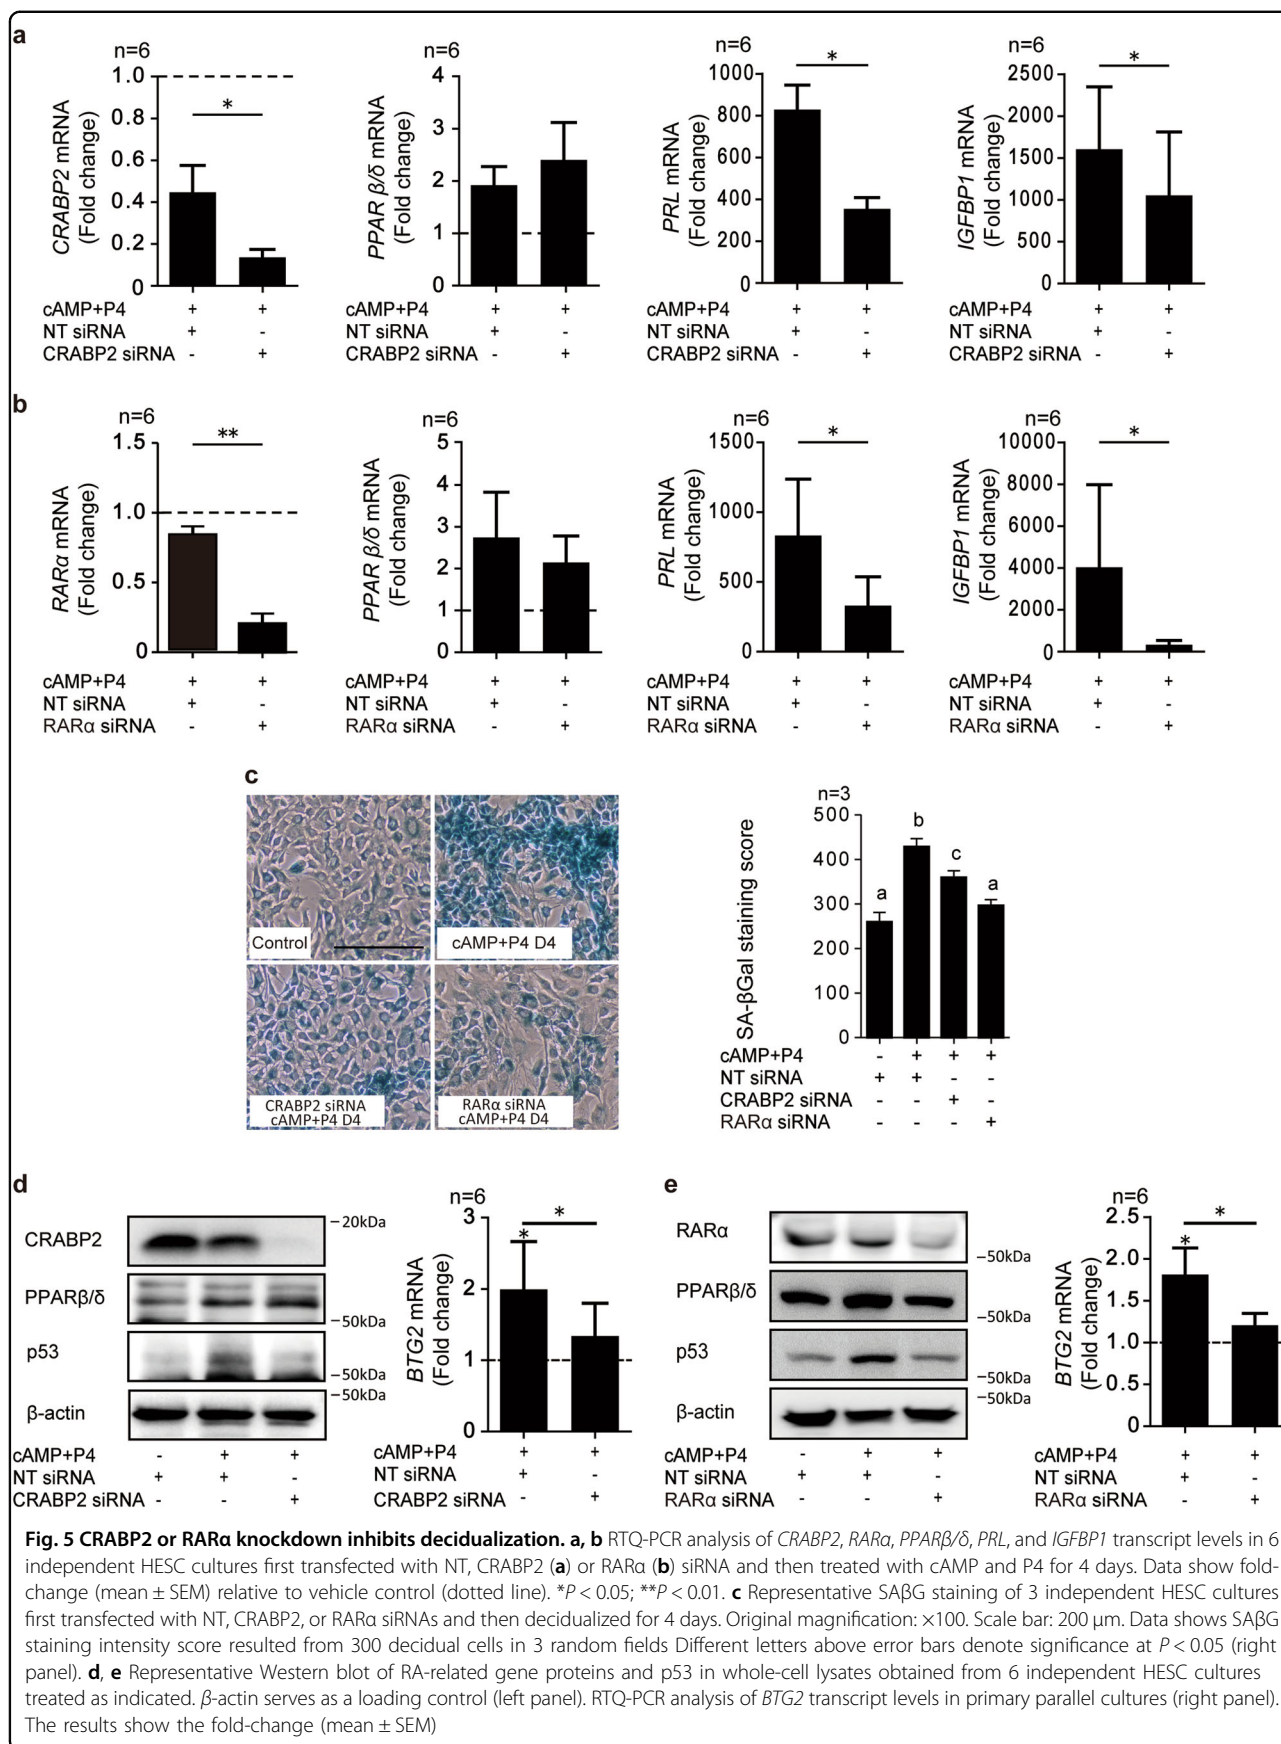 a
n=6
CRABP2 mRNA
(Fold change)
1.0
0.8
0.6
0.4
0.2
0
*
cAMP+P4 + +
NT siRNA + -
CRABP2 siRNA - +
n=6
PPAR β/δ mRNA
(Fold change)
4
3
2
1
0
cAMP+P4 + +
NT siRNA + -
CRABP2 siRNA - +
n=6
PRL mRNA
(Fold change)
1000
800
600
400
200
0
*
cAMP+P4 + +
NT siRNA + -
CRABP2 siRNA - +
n=6
IGFBP1 mRNA
(Fold change)
2500
2000
1500
1000
500
0
*
cAMP+P4 + +
NT siRNA + -
CRABP2 siRNA - +
b
n=6
RARα mRNA
(Fold change)
1.5
1.0
0.5
0
**
cAMP+P4 + +
NT siRNA + -
RARα siRNA - +
n=6
PPAR β/δ mRNA
(Fold change)
5
4
3
2
1
0
cAMP+P4 + +
NT siRNA + -
RARα siRNA - +
n=6
PRL mRNA
(Fold change)
1500
1000
500
0
*
cAMP+P4 + +
NT siRNA + -
RARα siRNA - +
n=6
IGFBP1 mRNA
(Fold change)
10000
8000
6000
4000
2000
0
*
cAMP+P4 + +
NT siRNA + -
RARα siRNA - +
c
Control
cAMP+P4 D4
CRABP2 siRNA
cAMP+P4 D4
RARα siRNA
cAMP+P4 D4
n=3
SA-βGal staining score
500
400
300
200
100
0
a b c a
cAMP+P4 - + + +
NT siRNA + + - -
CRABP2 siRNA - - + -
RARα siRNA - - - +
d
CRABP2
–20kDa
PPARβ/δ
–50kDa
p53
–50kDa
–50kDa
β-actin
cAMP+P4 - + +
NT siRNA + + -
CRABP2 siRNA - - +
n=6
BTG2 mRNA
(Fold change)
3
2
1
0
*
*
cAMP+P4 + +
NT siRNA + -
CRABP2 siRNA - +
e
RARα
–50kDa
PPARβ/δ
–50kDa
p53
–50kDa
–50kDa
β-actin
cAMP+P4 - + +
NT siRNA + + -
RARα siRNA - - +
n=6
BTG2 mRNA
(Fold change)
2.5
2.0
1.5
1.0
0.5
0
*
*
cAMP+P4 + +
NT siRNA + -
RARα siRNA - +
Fig. 5 CRABP2 or RARα knockdown inhibits decidualization. a, b RTQ-PCR analysis of CRABP2, RARα, PPARβ/δ, PRL, and IGFBP1 transcript levels in 6
independent HESC cultures first transfected with NT, CRABP2 (a) or RARα (b) siRNA and then treated with cAMP and P4 for 4 days. Data show fold-
change (mean ± SEM) relative to vehicle control (dotted line). *P < 0.05; **P < 0.01. c Representative SAβG staining of 3 independent HESC cultures
first transfected with NT, CRABP2, or RARα siRNAs and then decidualized for 4 days. Original magnification: ×100. Scale bar: 200 µm. Data shows SAβG
staining intensity score resulted from 300 decidual cells in 3 random fields Different letters above error bars denote significance at P < 0.05 (right
panel). d, e Representative Western blot of RA-related gene proteins and p53 in whole-cell lysates obtained from 6 independent HESC cultures
treated as indicated. β-actin serves as a loading control (left panel). RTQ-PCR analysis of BTG2 transcript levels in primary parallel cultures (right panel).
The results show the fold-change (mean ± SEM)